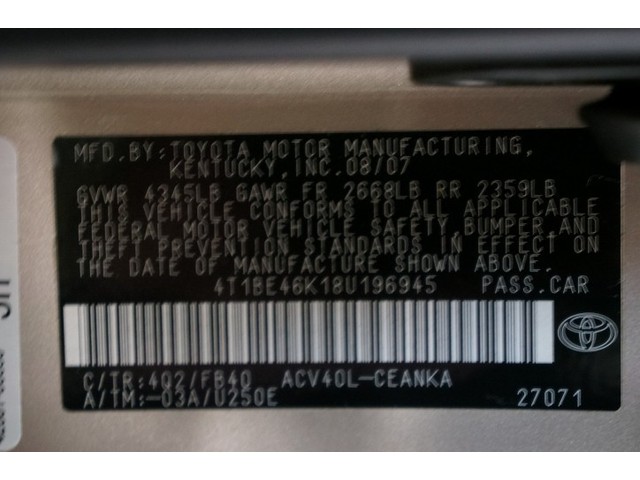 MFD.BY:TOYOTA MOTOR MANUFACTURING,
KENTUCKY,INC.08/07
GVWR 4345LB GAWR FR 2668LB RR 2359LB
THIS VEHICLE CONFORMS TO ALL APPLICABLE
FEDERAL MOTOR VEHICLE SAFETY,BUMPER,AND
THEFT PREVENTION STANDARDS IN EFFECT ON
THE DATE OF MANUFACTURE SHOWN ABOVE.
4T1BE46K18U196945 PASS.CAR
C/TR:4Q2/FB40 ACV40L-CEANKA
A/TM:-03A/U250E 27071